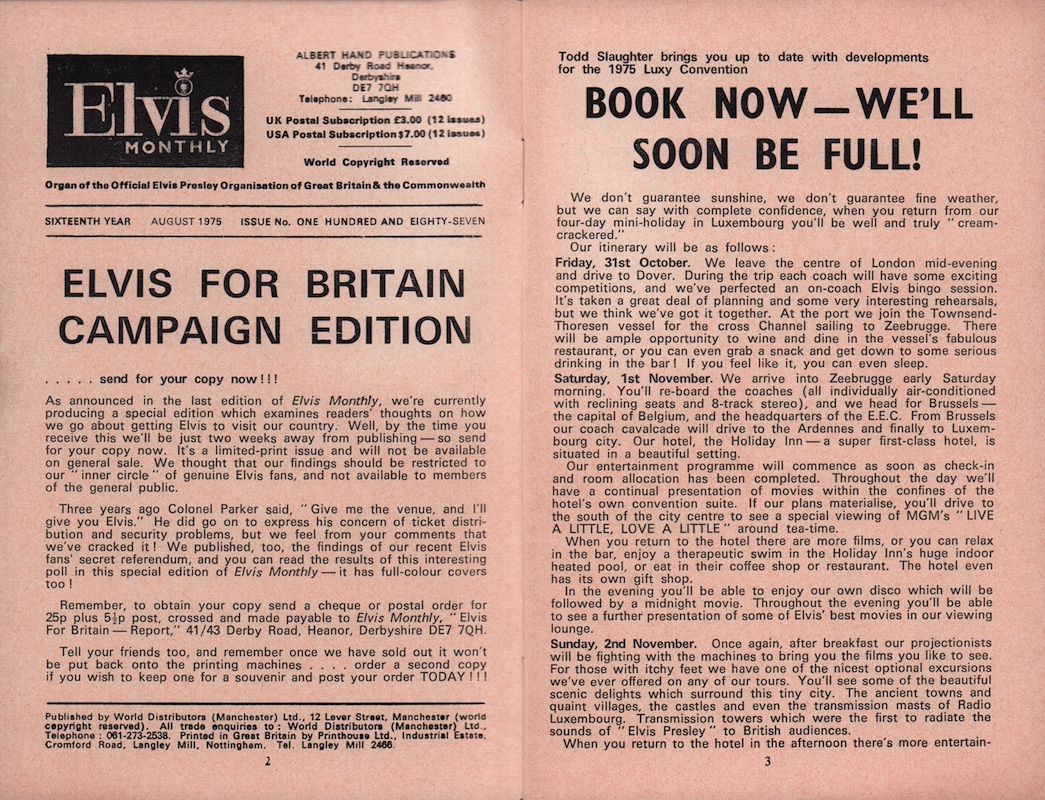 Elvis
MONTHLY
ALBERT HAND PUBLICATIONS
41 Derby Road Heanor,
Derbyshire
DE7 7QH
Telephone: Langley Mill 2460
UK Postal Subscription £3.00 (12 issues)
USA Postal Subscription $7.00 (12 issues)
World Copyright Reserved
Organ of the Official Elvis Presley Organisation of Great Britain & the Commonwealth
SIXTEENTH YEAR AUGUST 1975 ISSUE No. ONE HUNDRED AND EIGHTY-SEVEN
ELVIS FOR BRITAIN
CAMPAIGN EDITION
. . . . . send for your copy now ! ! !
As announced in the last edition of Elvis Monthly, we're currently
producing a special edition which examines readers' thoughts on how
we go about getting Elvis to visit our country. Well, by the time you
receive this we'll be just two weeks away from publishing — so send
for your copy now. It's a limited-print issue and will not be available
on general sale. We thought that our findings should be restricted to
our "inner circle" of genuine Elvis fans, and not available to members
of the general public.
Three years ago Colonel Parker said, "Give me the venue, and I'll
give you Elvis." He did go on to express his concern of ticket distri-
bution and security problems, but we feel from your comments that
we've cracked it! We published, too, the findings of our recent Elvis
fans' secret referendum, and you can read the results of this interesting
poll in this special edition of Elvis Monthly — it has full-colour covers
too !
Remember, to obtain your copy send a cheque or postal order for
25p plus 5½p post, crossed and made payable to Elvis Monthly, "Elvis
For Britain — Report," 41/43 Derby Road, Heanor, Derbyshire DE7 7QH.
Tell your friends too, and remember once we have sold out it won't
be put back onto the printing machines . . . . order a second copy
if you wish to keep one for a souvenir and post your order TODAY ! ! !
Published by World Distributors (Manchester) Ltd., 12 Lever Street, Manchester (world
copyright reserved). All trade enquiries to : World Distributors (Manchester) Ltd.,
Telephone : 061-273-2538. Printed in Great Britain by Printhouse Ltd., Industrial Estate,
Cromford Road, Langley Mill, Nottingham. Tel. Langley Mill 2466.
2
Todd Slaughter brings you up to date with developments
for the 1975 Luxy Convention
BOOK NOW—WE'LL
SOON BE FULL!
We don't guarantee sunshine, we don't guarantee fine weather,
but we can say with complete confidence, when you return from our
four-day mini-holiday in Luxembourg you'll be well and truly "cream-
crackered."
Our itinerary will be as follows :
Friday, 31st October. We leave the centre of London mid-evening
and drive to Dover. During the trip each coach will have some exciting
competitions, and we've perfected an on-coach Elvis bingo session.
It's taken a great deal of planning and some very interesting rehearsals,
but we think we've got it together. At the port we join the Townsend-
Thoresen vessel for the cross Channel sailing to Zeebrugge. There
will be ample opportunity to wine and dine in the vessel's fabulous
restaurant, or you can even grab a snack and get down to some serious
drinking in the bar ! If you feel like it, you can even sleep.
Saturday, 1st November. We arrive into Zeebrugge early Saturday
morning. You'll re-board the coaches (all individually air-conditioned
with reclining seats and 8-track stereo), and we head for Brussels —
the capital of Belgium, and the headquarters of the E.E.C. From Brussels
our coach cavalcade will drive to the Ardennes and finally to Luxem-
bourg city. Our hotel, the Holiday Inn — a super first-class hotel, is
situated in a beautiful setting.
Our entertainment programme will commence as soon as check-in
and room allocation has been completed. Throughout the day we'll
have a continual presentation of movies within the confines of the
hotel's own convention suite. If our plans materialise, you'll drive to
the south of the city centre to see a special viewing of MGM's "LIVE
A LITTLE, LOVE A LITTLE" around tea-time.
When you return to the hotel there are more films, or you can relax
in the bar, enjoy a therapeutic swim in the Holiday Inn's huge indoor
heated pool, or eat in their coffee shop or restaurant. The hotel even
has its own gift shop.
In the evening you'll be able to enjoy our own disco which will be
followed by a midnight movie. Throughout the evening you'll be able
to see a further presentation of some of Elvis' best movies in our viewing
lounge.
Sunday, 2nd November. Once again, after breakfast our projectionists
will be fighting with the machines to bring you the films you like to see.
For those with itchy feet we have one of the nicest optional excursions
we've ever offered on any of our tours. You'll see some of the beautiful
scenic delights which surround this tiny city. The ancient towns and
quaint villages, the castles and even the transmission masts of Radio
Luxembourg. Transmission towers which were the first to radiate the
sounds of "Elvis Presley" to British audiences.
When you return to the hotel in the afternoon there's more entertain-
3